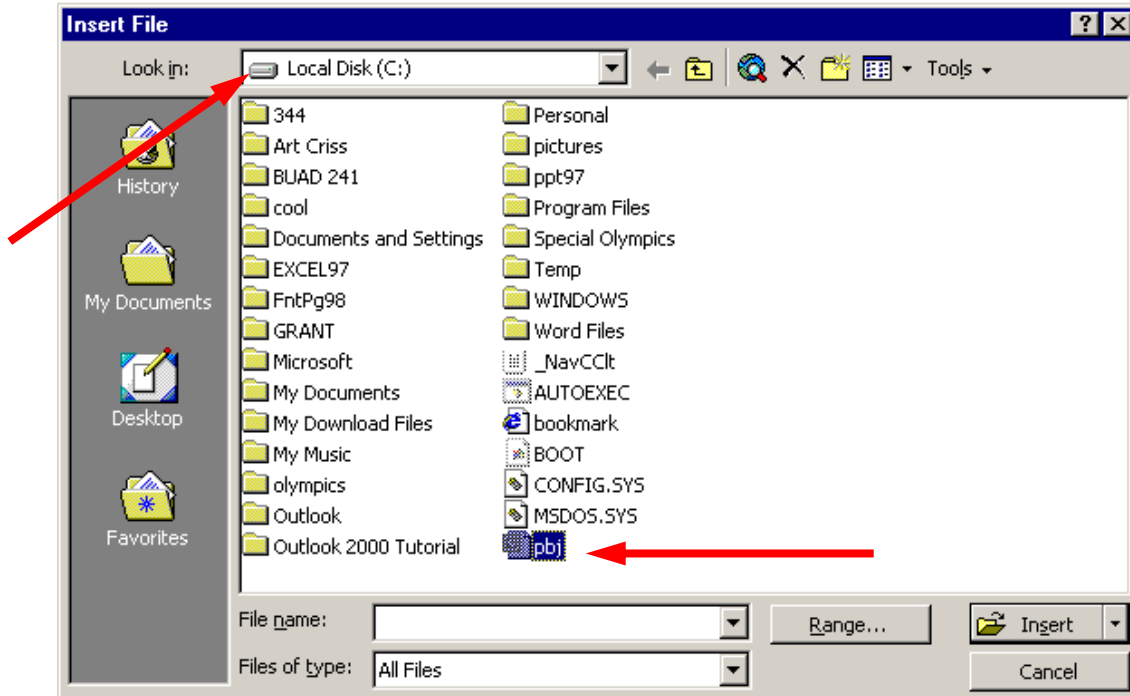 Insert File
Look in:
Local Disk (C:)
Tools
History
My Documents
Desktop
Favorites
344
Art Criss
BUAD 241
cool
Documents and Settings
EXCEL97
FntPg98
GRANT
Microsoft
My Documents
My Download Files
My Music
olympics
Outlook
Outlook 2000 Tutorial
Personal
pictures
ppt97
Program Files
Special Olympics
Temp
WINDOWS
Word Files
_NavCClt
AUTOEXEC
bookmark
BOOT
CONFIG.SYS
MSDOS.SYS
pbj
File name:
Range...
Insert
Files of type:
All Files
Cancel